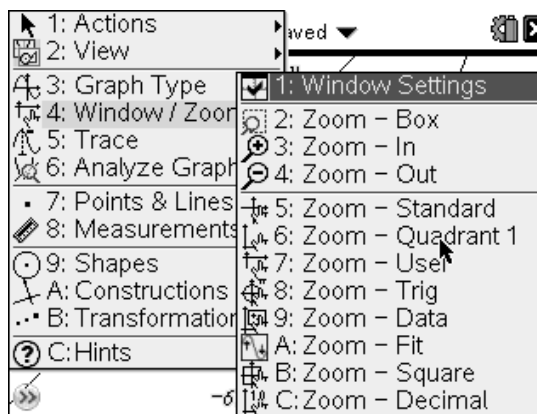 1: Actions
2: View
3: Graph Type
4: Window / Zoom
5: Trace
6: Analyze Graph
7: Points & Lines
8: Measurements
9: Shapes
A: Constructions
B: Transformation
C: Hints
aved
1: Window Settings
2: Zoom – Box
3: Zoom – In
4: Zoom – Out
5: Zoom – Standard
6: Zoom – Quadrant 1
7: Zoom – User
8: Zoom – Trig
9: Zoom – Data
A: Zoom – Fit
B: Zoom – Square
C: Zoom – Decimal
-6